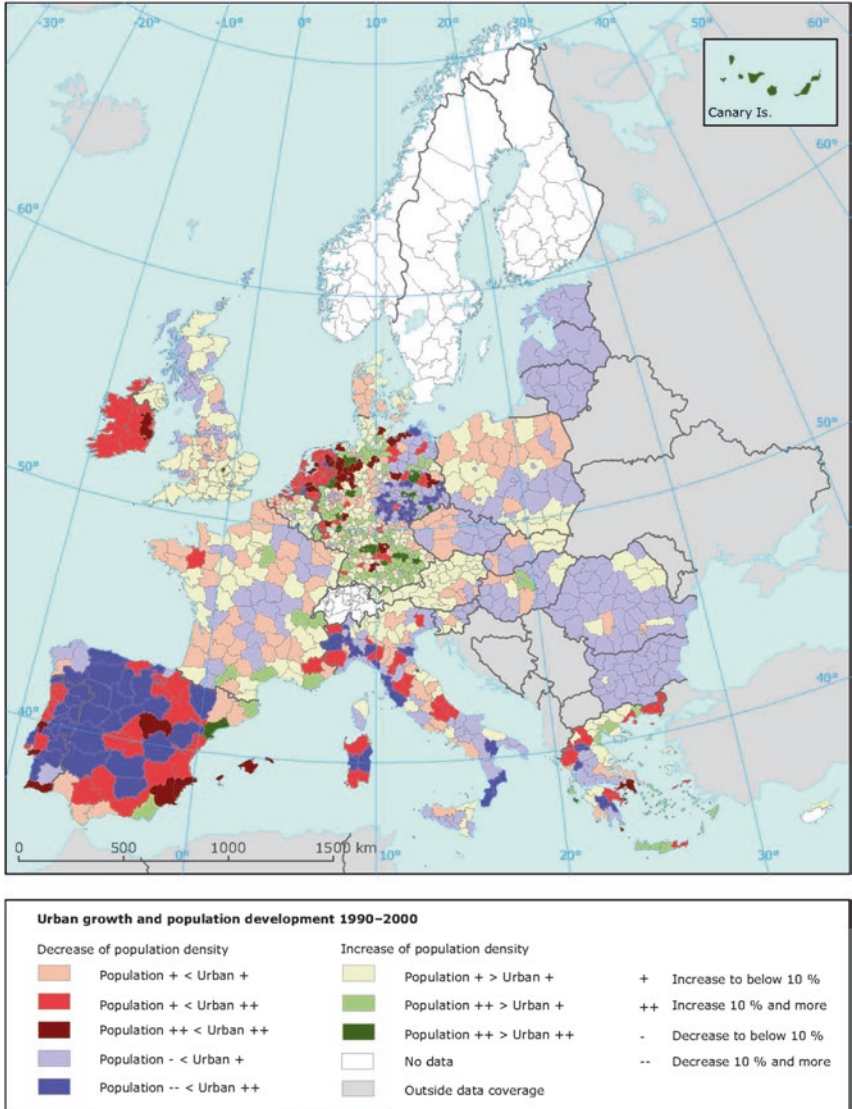 -30° -20° -10° 0° 10° 20° 30° 40° 50° 60°
60°
Canary Is.
60°
50°
50°
40°
40°
0 500 1000 1500 km
0° 10° 20° 30°
Urban growth and population development 1990–2000
Decrease of population density
Population + < Urban +
Population + < Urban ++
Population ++ < Urban ++
Population - < Urban +
Population -- < Urban ++
Increase of population density
Population + > Urban +
Population ++ > Urban +
Population ++ > Urban ++
No data
Outside data coverage
+ Increase to below 10 %
++ Increase 10 % and more
- Decrease to below 10 %
-- Decrease 10 % and more